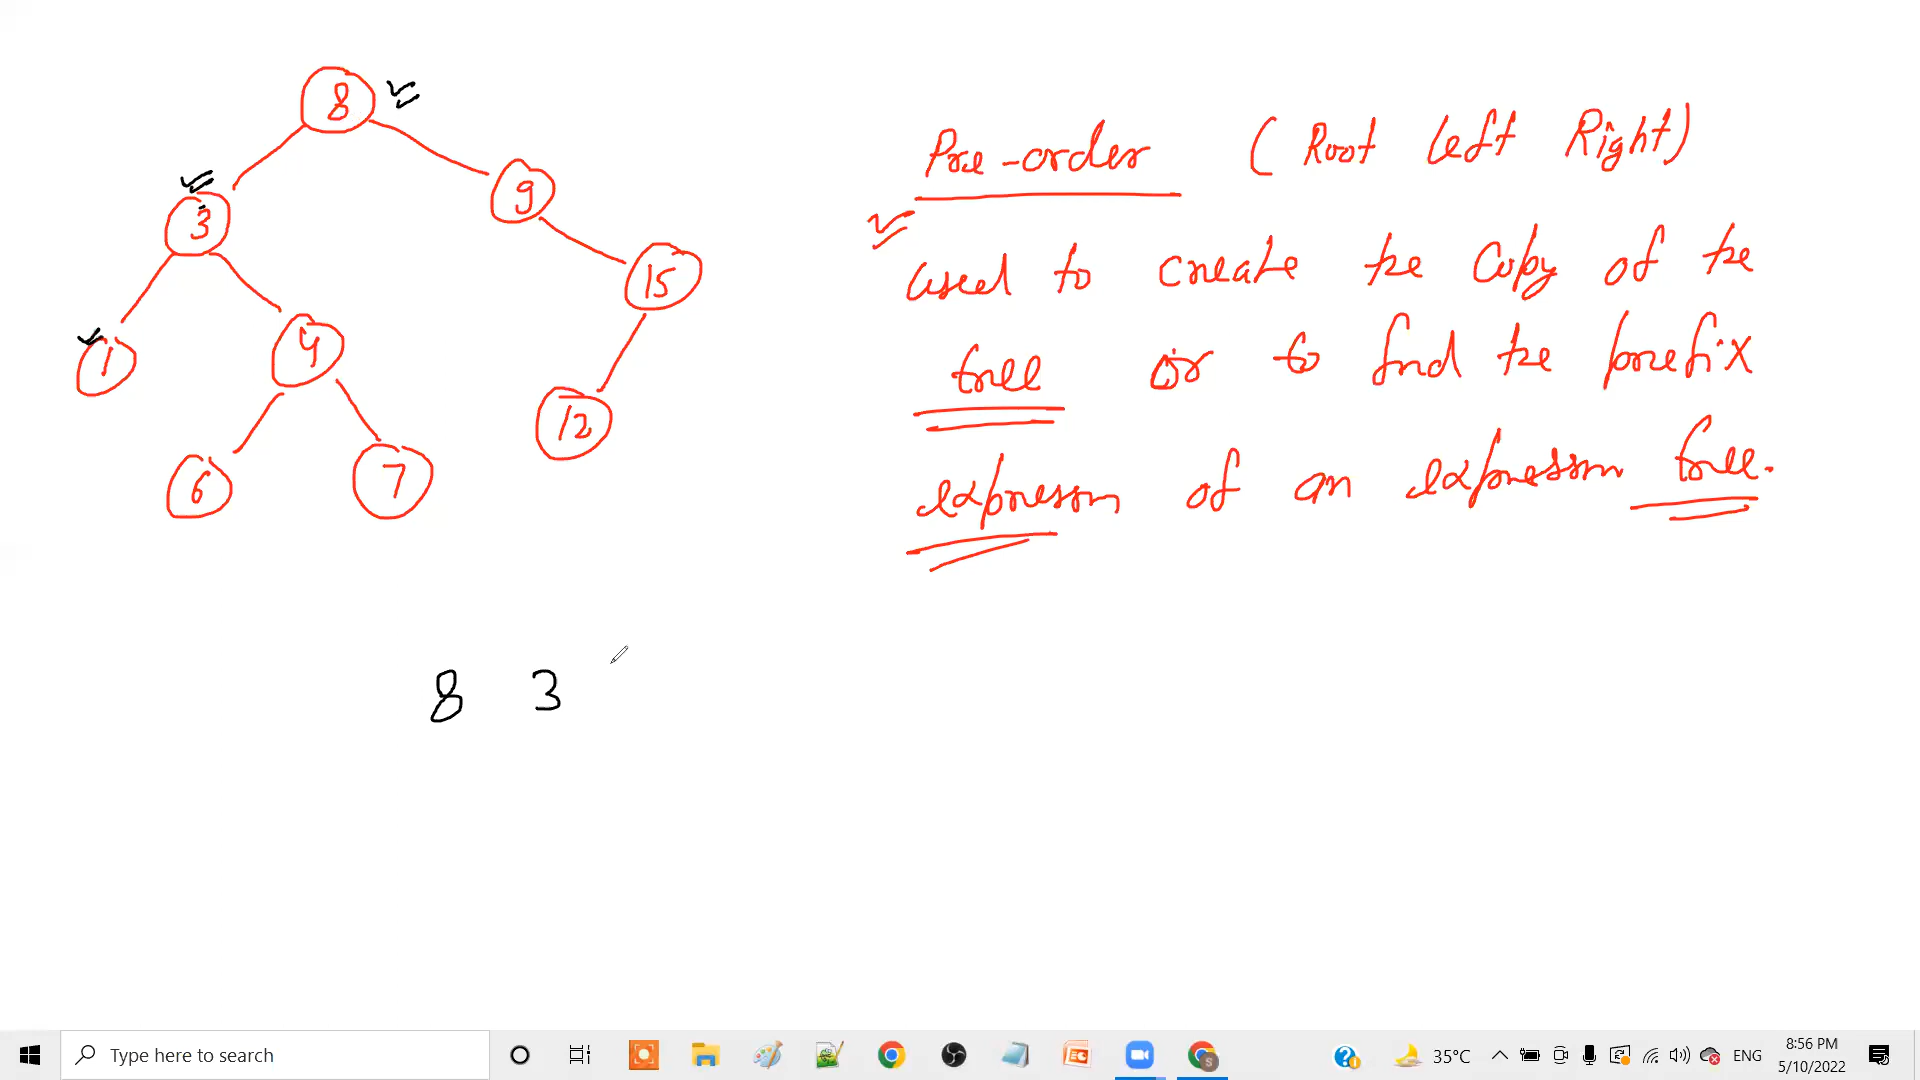 8
Pre-order (Root Left Right)
3
9
used to create the copy of the
15
1
4
tree or to find the prefix
12
6
7
expression of an expression tree.
8 3
Type here to search
35°C
ENG
8:56 PM
5/10/2022